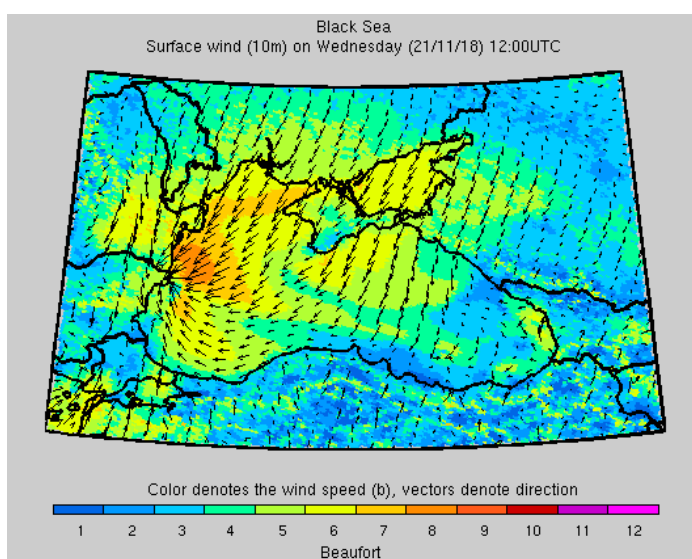 Black Sea
Surface wind (10m) on Wednesday (21/11/18) 12:00UTC
Color denotes the wind speed (b), vectors denote direction
1 2 3 4 5 6 7 8 9 10 11 12
Beaufort